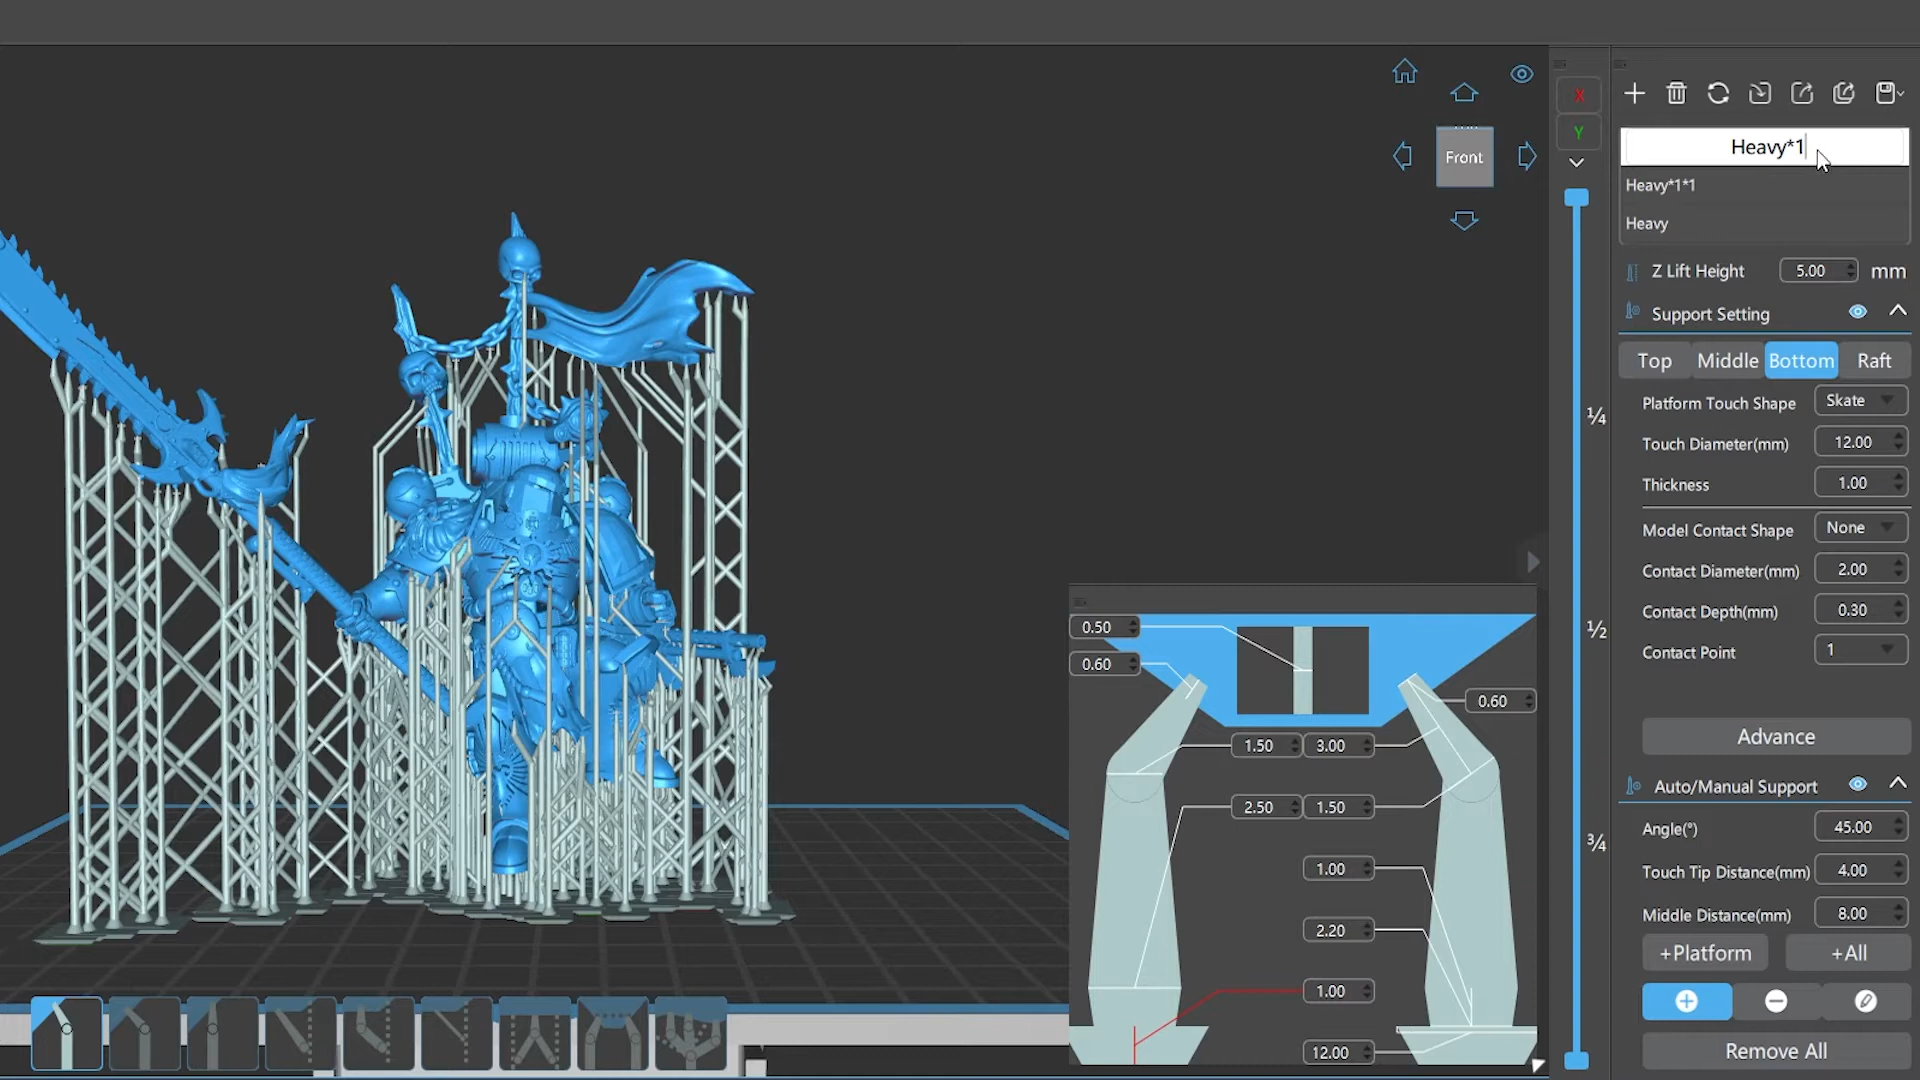 Front
X
Y
Heavy*1
Heavy*1*1
Heavy
Z Lift Height 5.00 mm
Support Setting
Top Middle Bottom Raft
Platform Touch Shape Skate
Touch Diameter(mm) 12.00
Thickness 1.00
Model Contact Shape None
Contact Diameter(mm) 2.00
Contact Depth(mm) 0.30
Contact Point 1
Advance
Auto/Manual Support
Angle(°) 45.00
Touch Tip Distance(mm) 4.00
Middle Distance(mm) 8.00
+Platform +All
Remove All
1/4
1/2
3/4
0.50
0.60
0.60
1.50 3.00
2.50 1.50
1.00
2.20
1.00
12.00